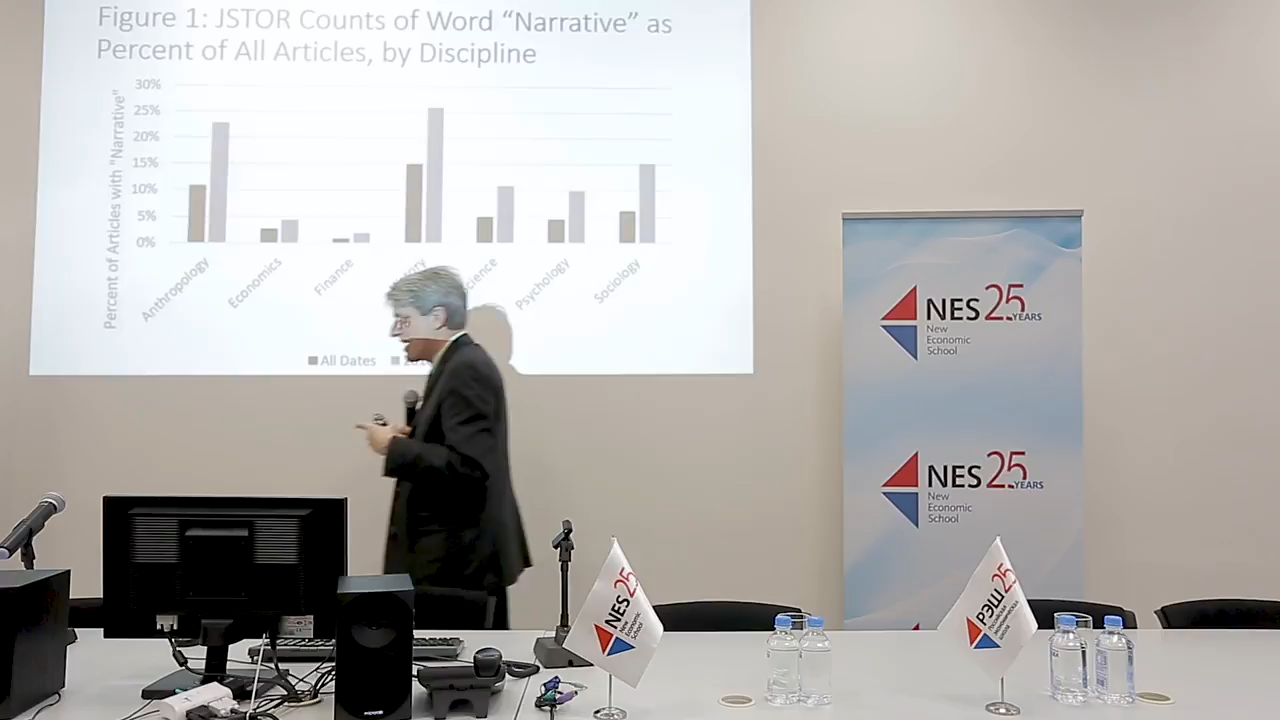 Figure 1: JSTOR Counts of Word “Narrative” as
Percent of All Articles, by Discipline
Percent of Articles with "Narrative"
30%
25%
20%
15%
10%
5%
0%
Anthropology
Economics
Finance
Psychology
Sociology
All Dates
NES 25
YEARS
New
Economic
School
NES 25
YEARS
New
Economic
School
NES 25
New
Economic
School
РЭШ 25